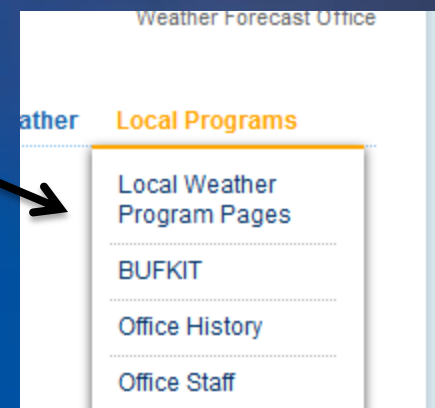 Weather Forecast Office
ather
Local Programs
Local Weather
Program Pages
BUFKIT
Office History
Office Staff